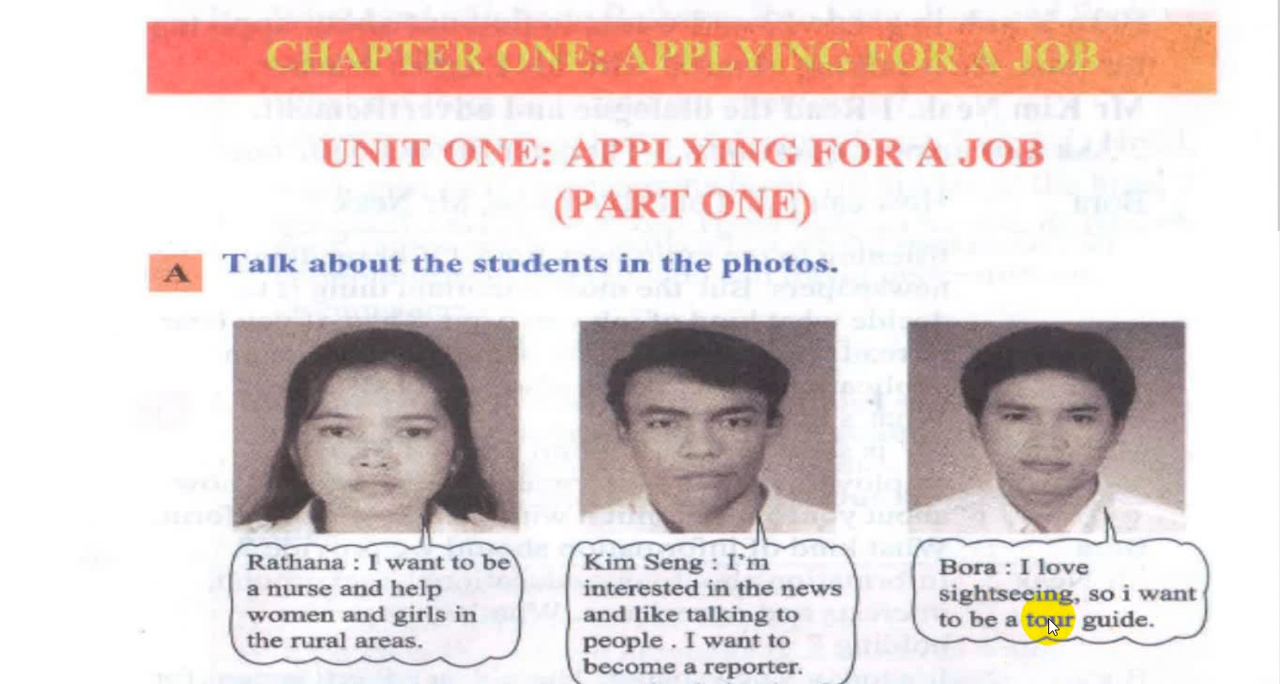 CHAPTER ONE: APPLYING FOR A JOB
UNIT ONE: APPLYING FOR A JOB
(PART ONE)
A Talk about the students in the photos.
Rathana : I want to be
a nurse and help
women and girls in
the rural areas.
Kim Seng : I'm
interested in the news
and like talking to
people . I want to
become a reporter.
Bora : I love
sightseeing, so i want
to be a tour guide.